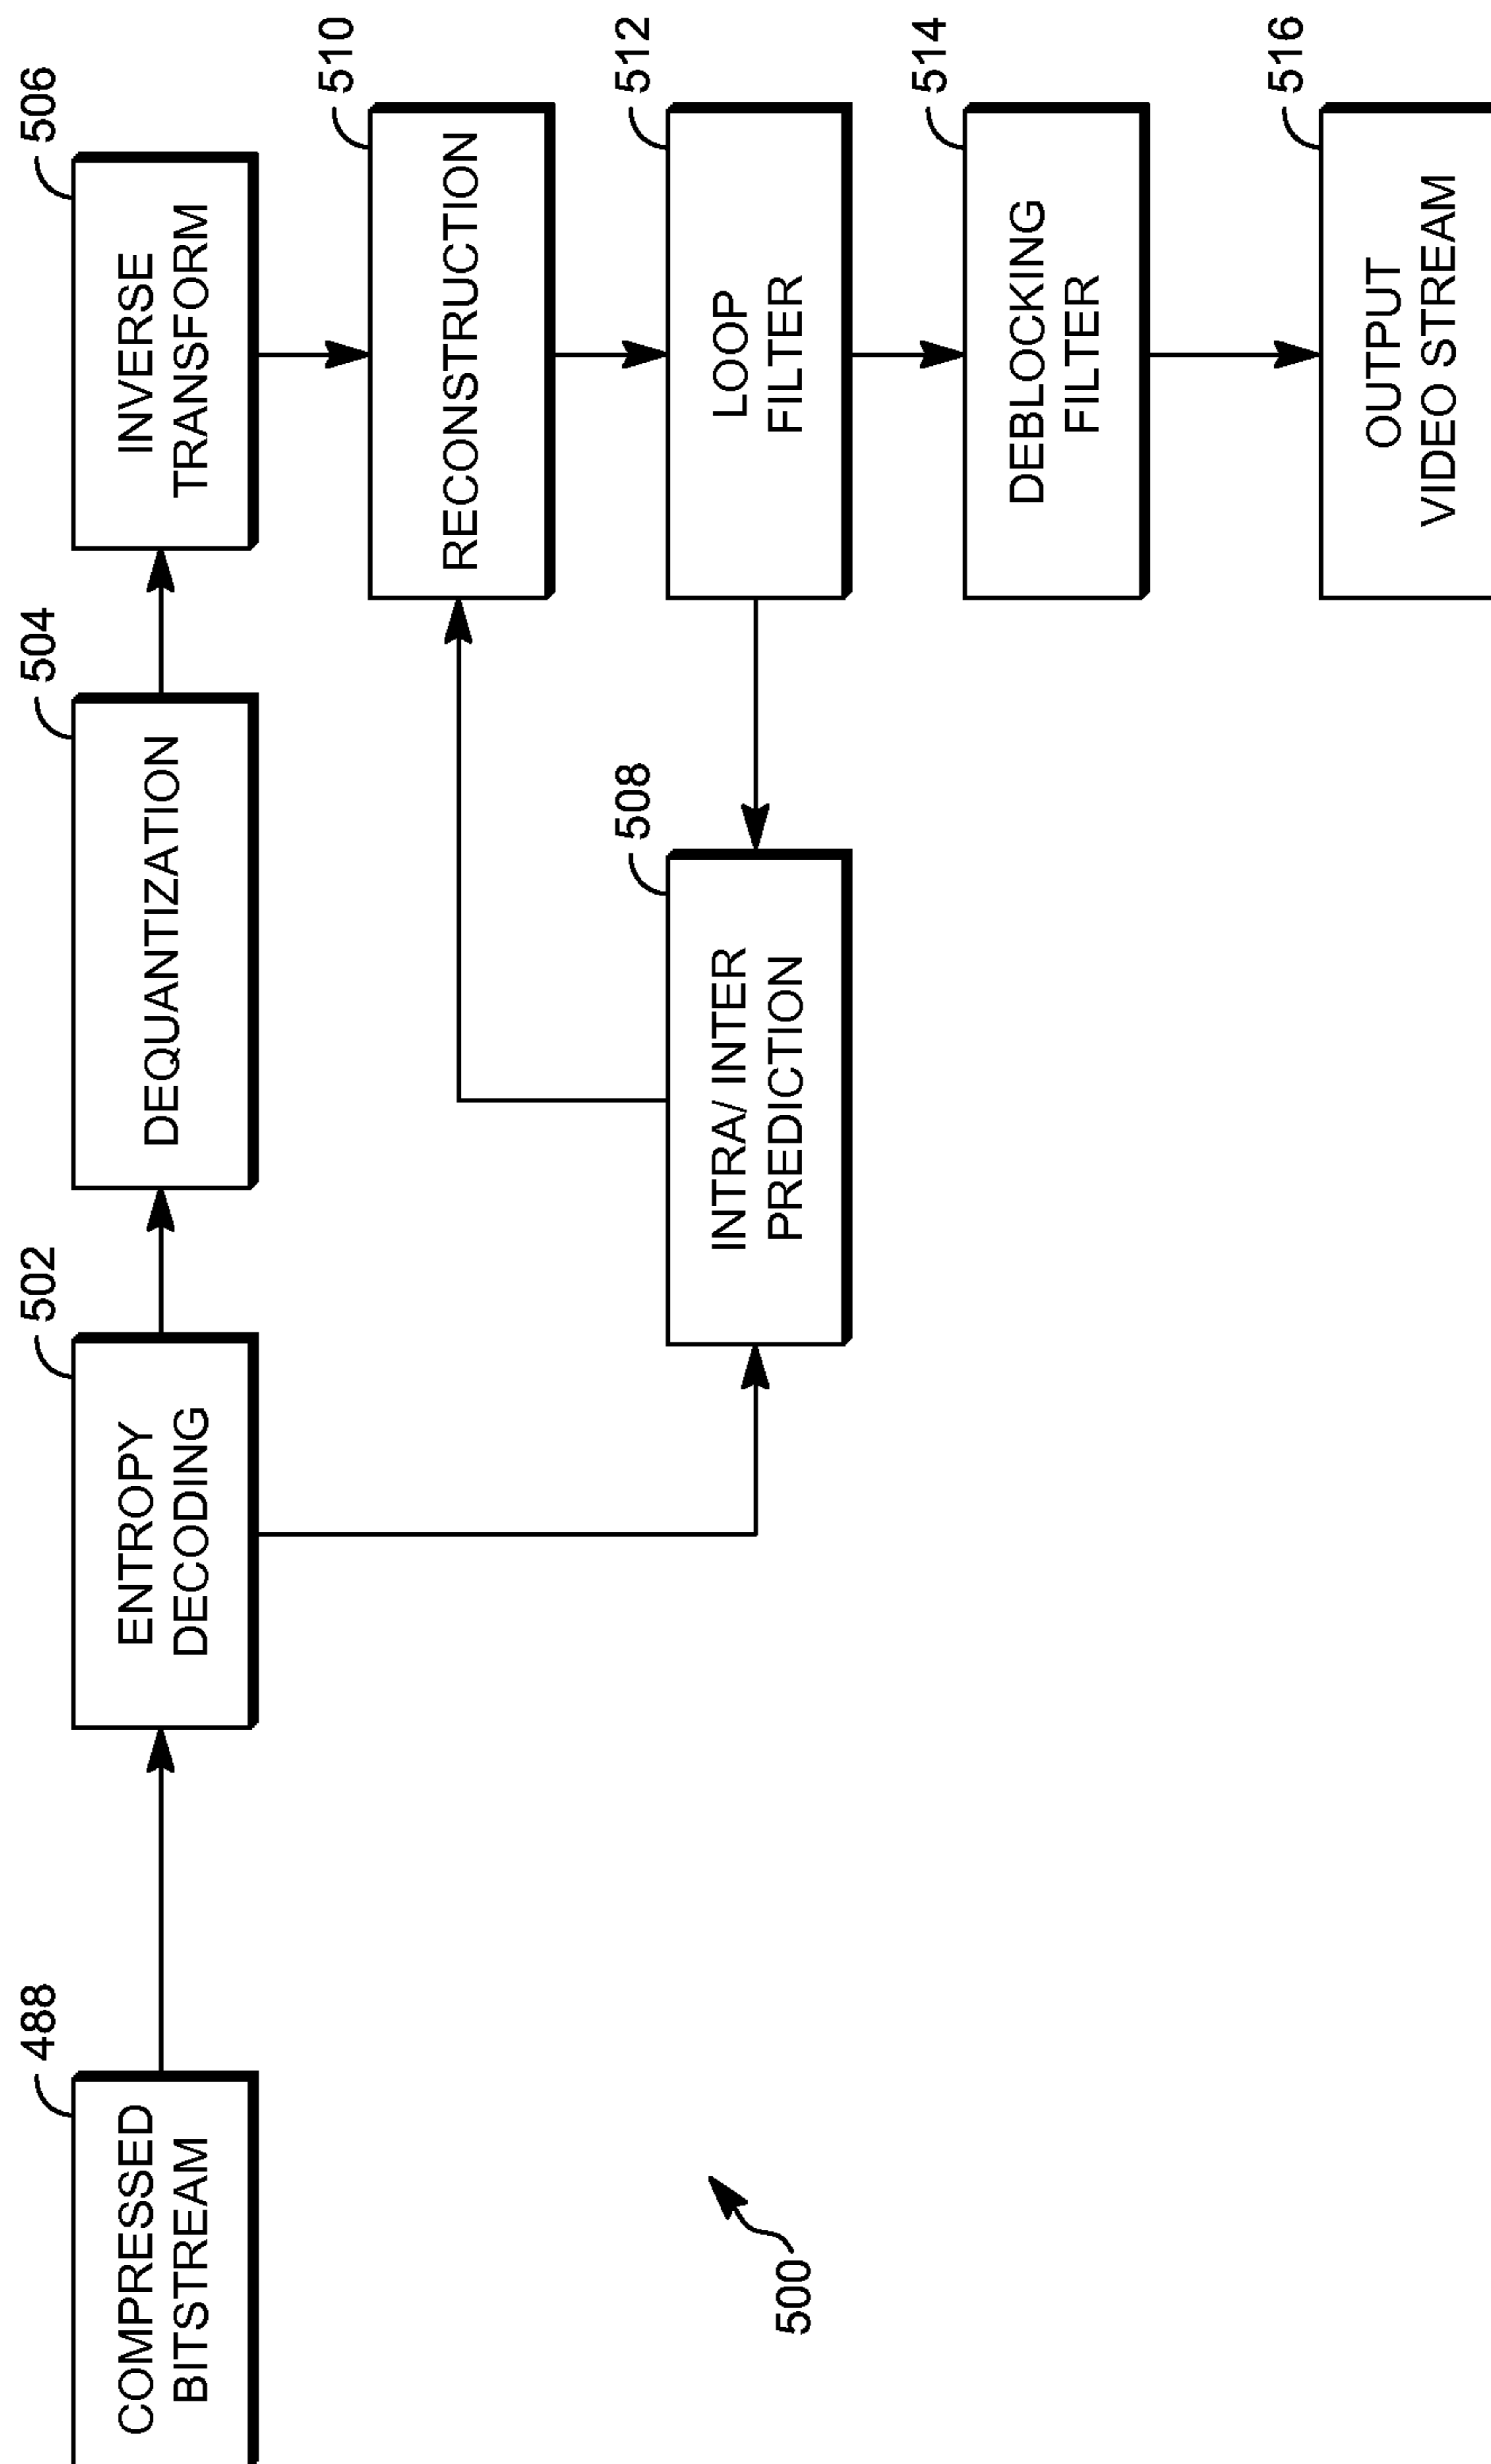 488
COMPRESSED
BITSTREAM
502
ENTROPY
DECODING
504
DEQUANTIZATION
506
INVERSE
TRANSFORM
508
INTRA/ INTER
PREDICTION
510
RECONSTRUCTION
512
LOOP
FILTER
514
DEBLOCKING
FILTER
516
OUTPUT
VIDEO STREAM
500